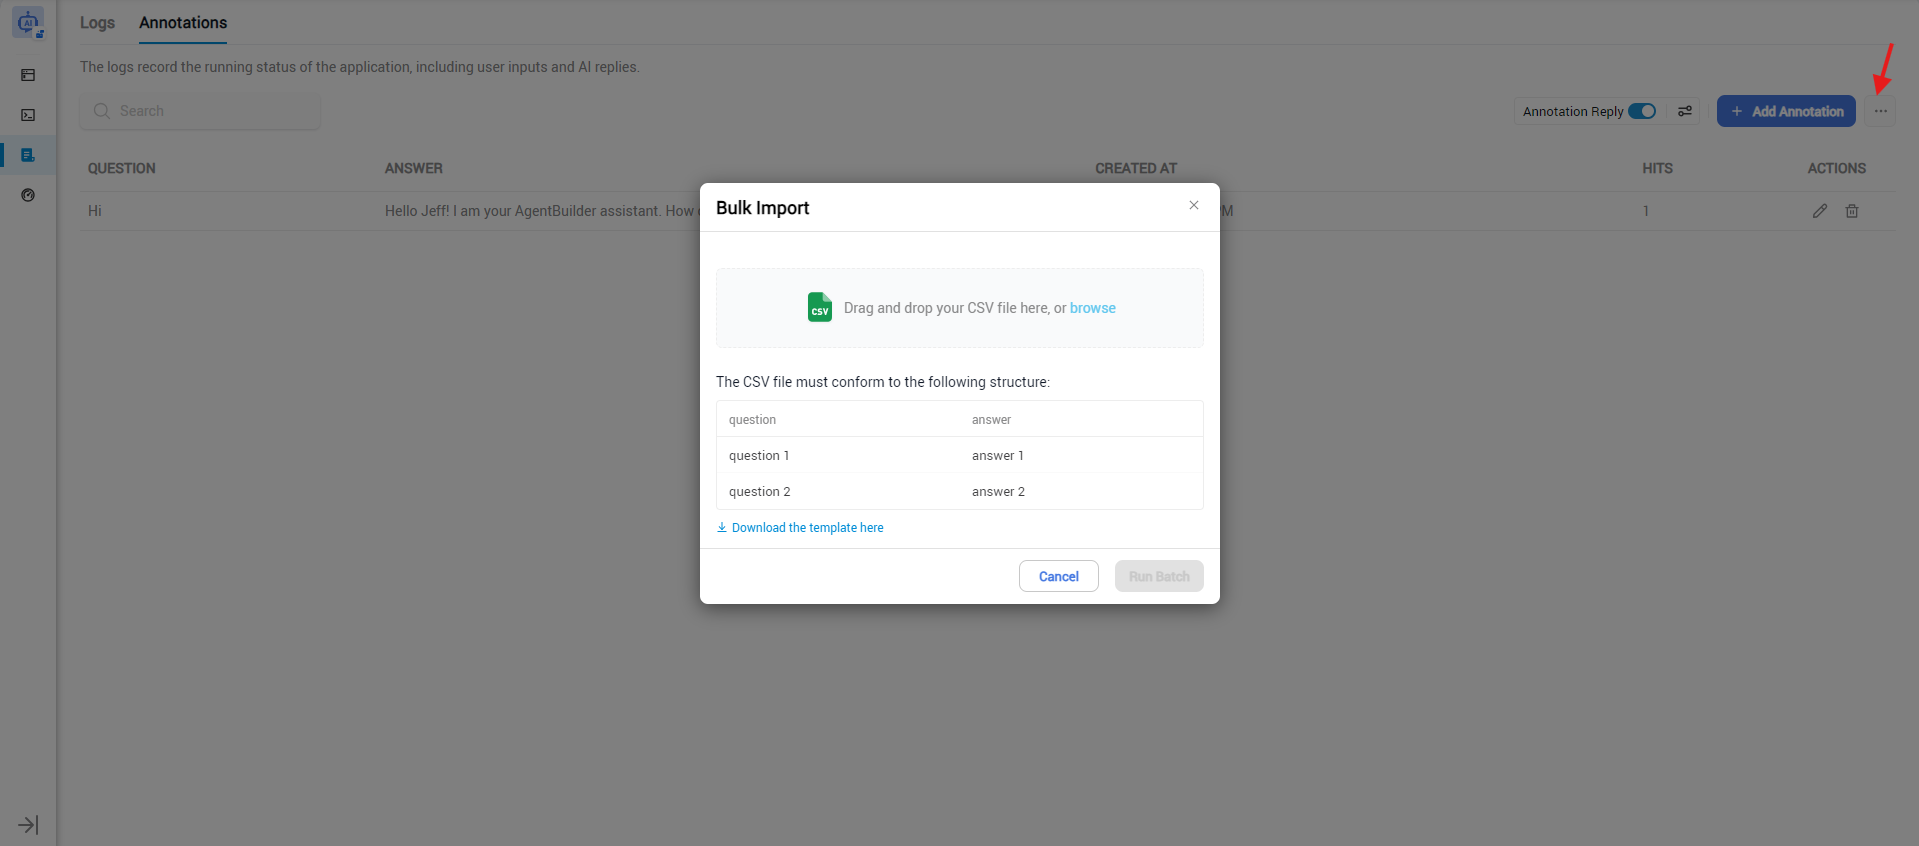 AI
Logs Annotations
The logs record the running status of the application, including user inputs and AI replies.
Search
Annotation Reply
+ Add Annotation
QUESTION ANSWER CREATED AT HITS ACTIONS
Hi Hello Jeff! I am your AgentBuilder assistant. How PM 1
Bulk Import
CSV
Drag and drop your CSV file here, or browse
The CSV file must conform to the following structure:
question answer
question 1 answer 1
question 2 answer 2
Download the template here
Cancel Run Batch